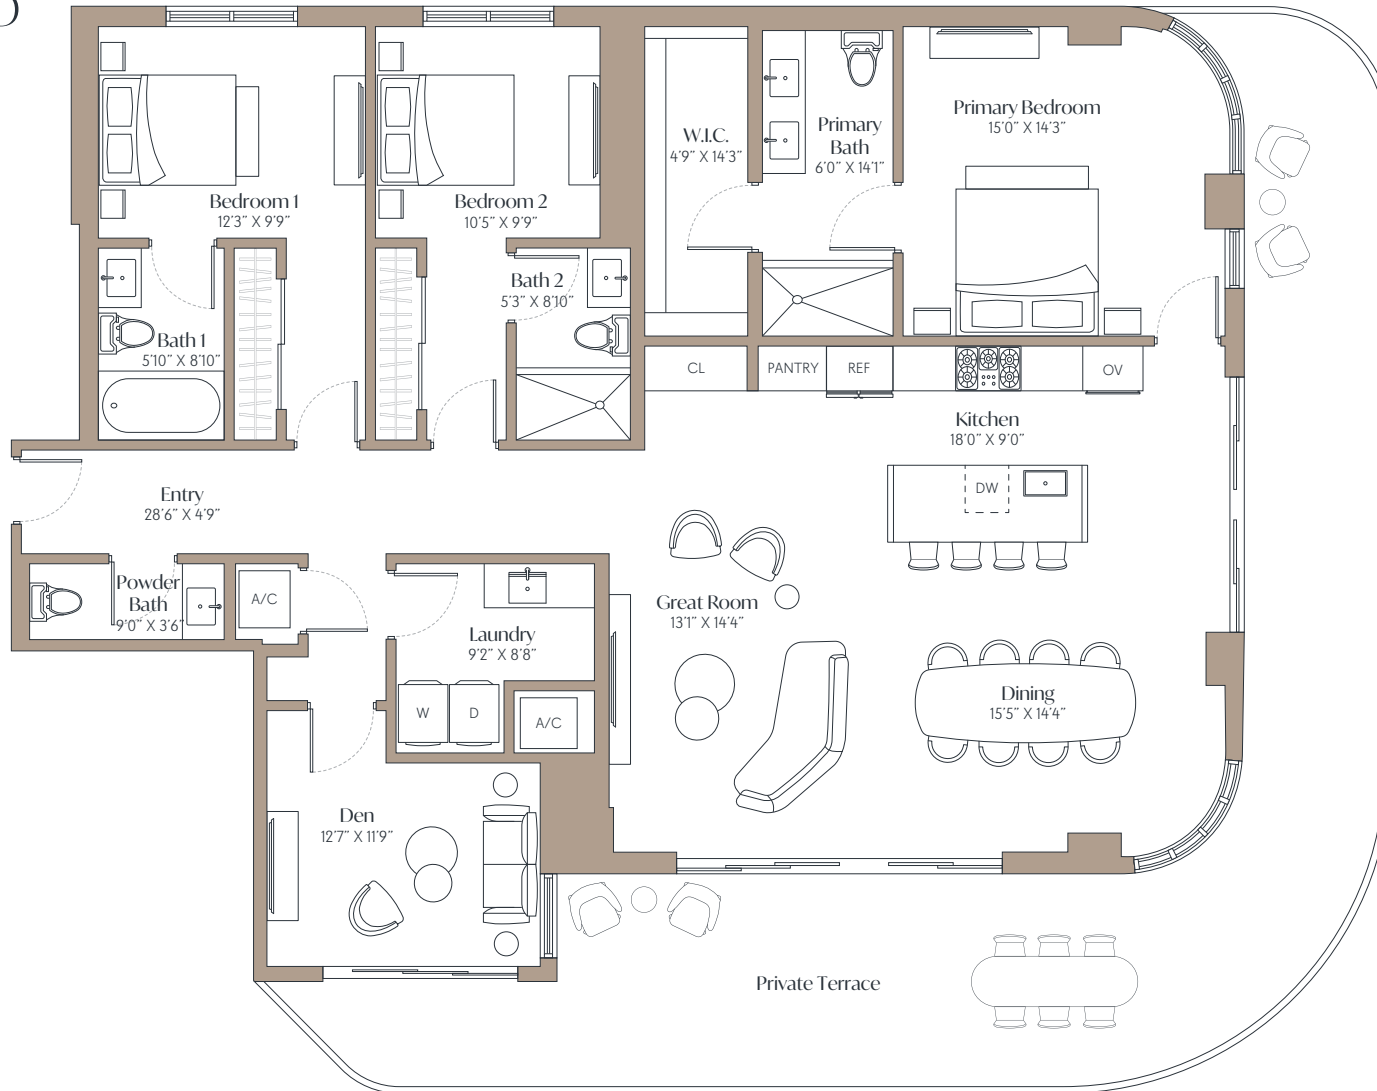 Primary Bedroom
15'0" X 14'3"
W.I.C.
4'9" X 14'3"
Primary
Bath
6'0" X 14'1"
Bedroom 1
12'3" X 9'9"
Bedroom 2
10'5" X 9'9"
Bath 2
5'3" X 8'10"
Bath 1
5'10" X 8'10"
CL
PANTRY
REF
OV
Kitchen
18'0" X 9'0"
DW
Entry
28'6" X 4'9"
Powder
Bath
9'0" X 3'6"
A/C
Great Room
13'1" X 14'4"
Laundry
9'2" X 8'8"
W
D
A/C
Dining
15'5" X 14'4"
Den
12'7" X 11'9"
Private Terrace